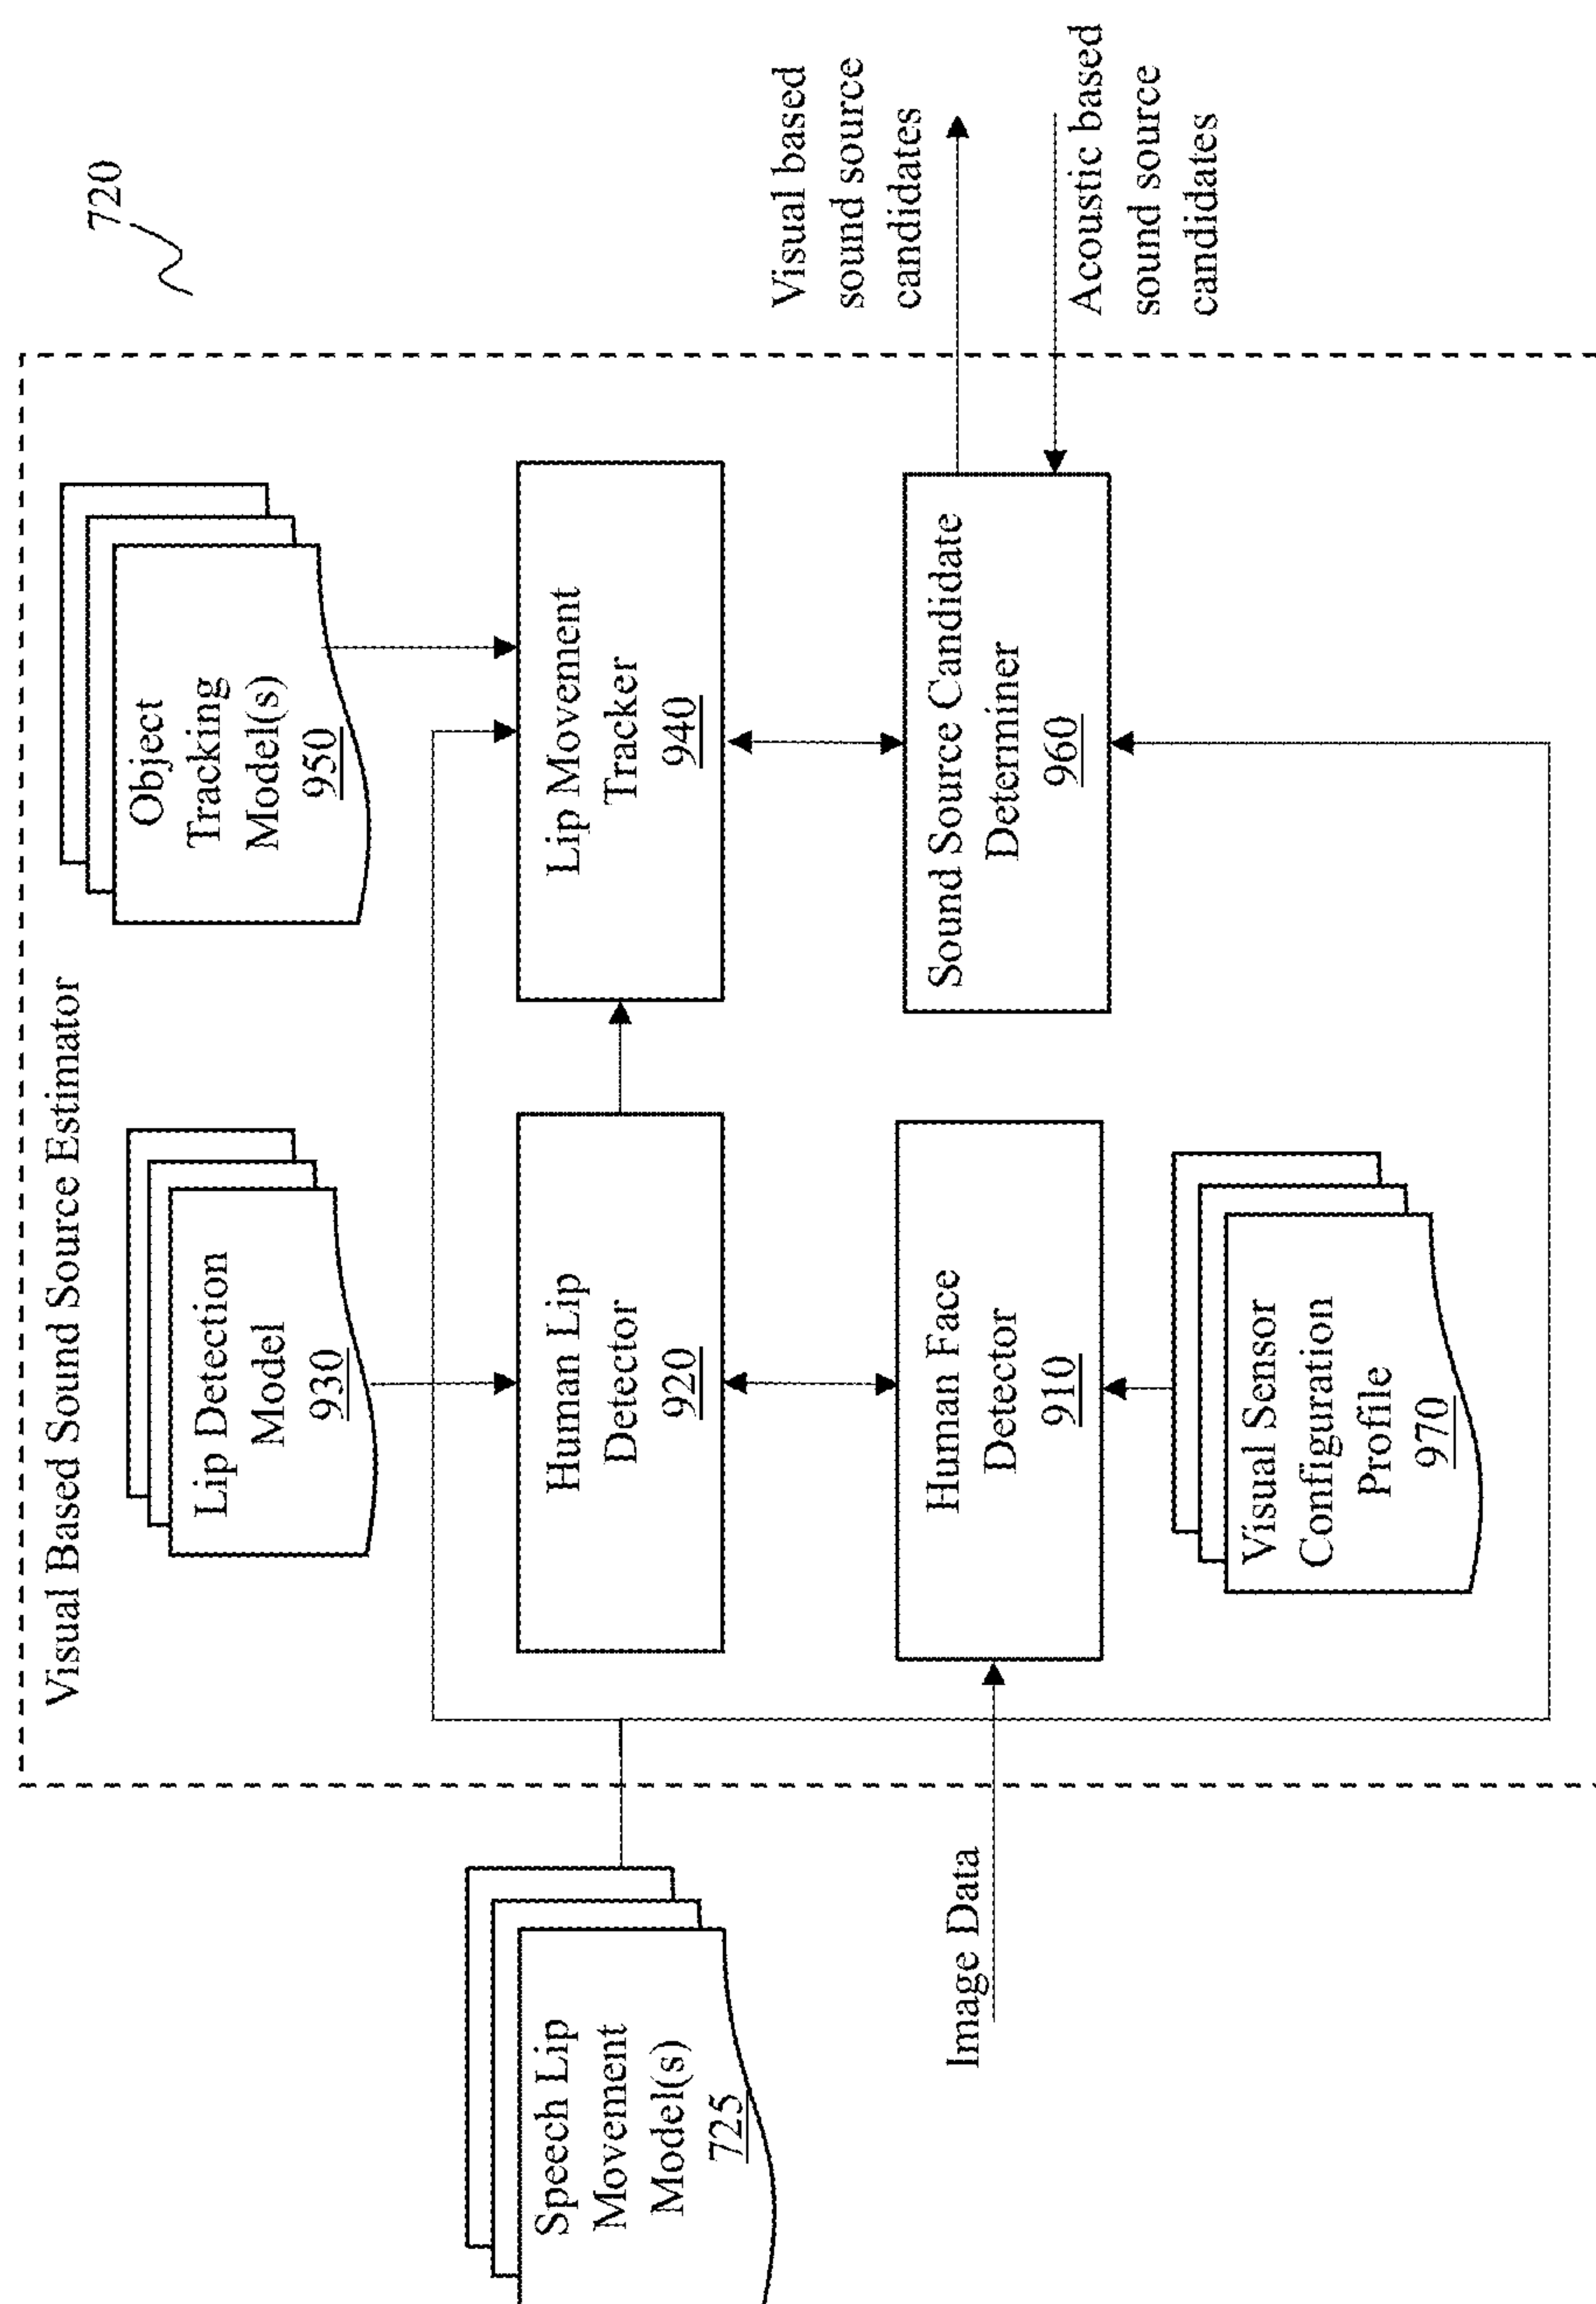 720
Visual Based Sound Source Estimator
Speech Lip
Movement
Model(s)
725
Lip Detection
Model
930
Object
Tracking
Model(s)
950
Human Lip
Detector
920
Lip Movement
Tracker
940
Image Data
Human Face
Detector
910
Sound Source Candidate
Determiner
960
Visual based
sound source
candidates
Acoustic based
sound source
candidates
Visual Sensor
Configuration
Profile
970